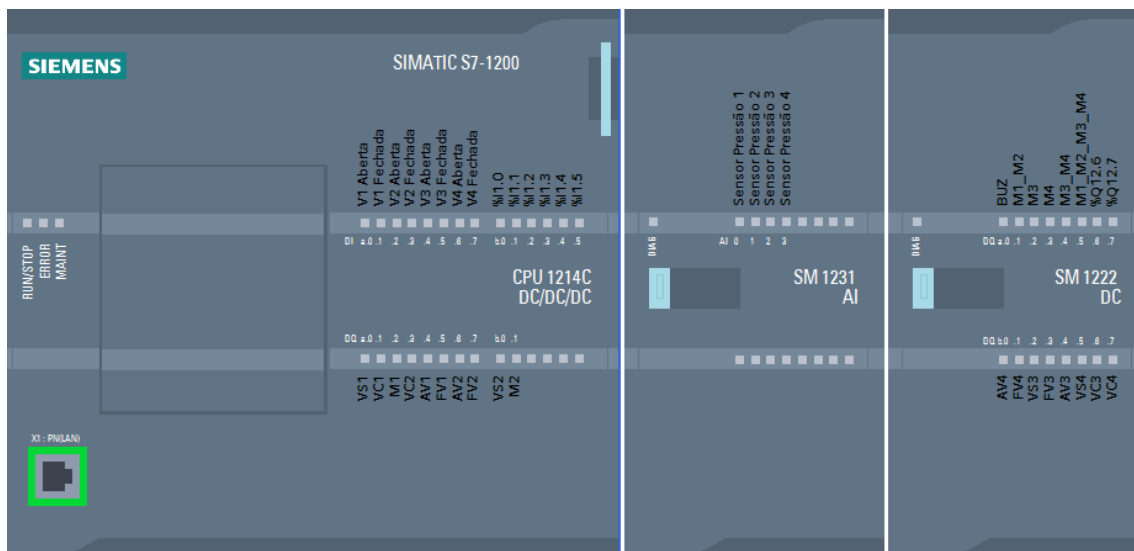 SIEMENS
SIMATIC S7-1200
V1 Aberta
V1 Fechada
V2 Aberta
V2 Fechada
V3 Aberta
V3 Fechada
V4 Aberta
V4 Fechada
%I1.0
%I1.1
%I1.2
%I1.3
%I1.4
%I1.5
RUN/STOP
ERROR
MAINT
DI a.0 .1 .2 .3 .4 .5 .6 .7 b.0 .1 .2 .3 .4 .5
CPU 1214C
DC/DC/DC
DQ a.0 .1 .2 .3 .4 .5 .6 .7 b.0 .1
VS1
VC1
M1
VC2
AV1
FV1
AV2
FV2
VS2
M2
X1 : PN(LAN)
Sensor Pressão 1
Sensor Pressão 2
Sensor Pressão 3
Sensor Pressão 4
DIAG
AI 0 1 2 3
SM 1231
AI
BUZ
M1_M2
M3
M4
M3_M4
M1_M2_M3_M4
%Q12.6
%Q12.7
DIAG
DQ a.0 .1 .2 .3 .4 .5 .6 .7
SM 1222
DC
DQ b.0 .1 .2 .3 .4 .5 .6 .7
AV4
FV4
VS3
FV3
AV3
VS4
VC3
VC4